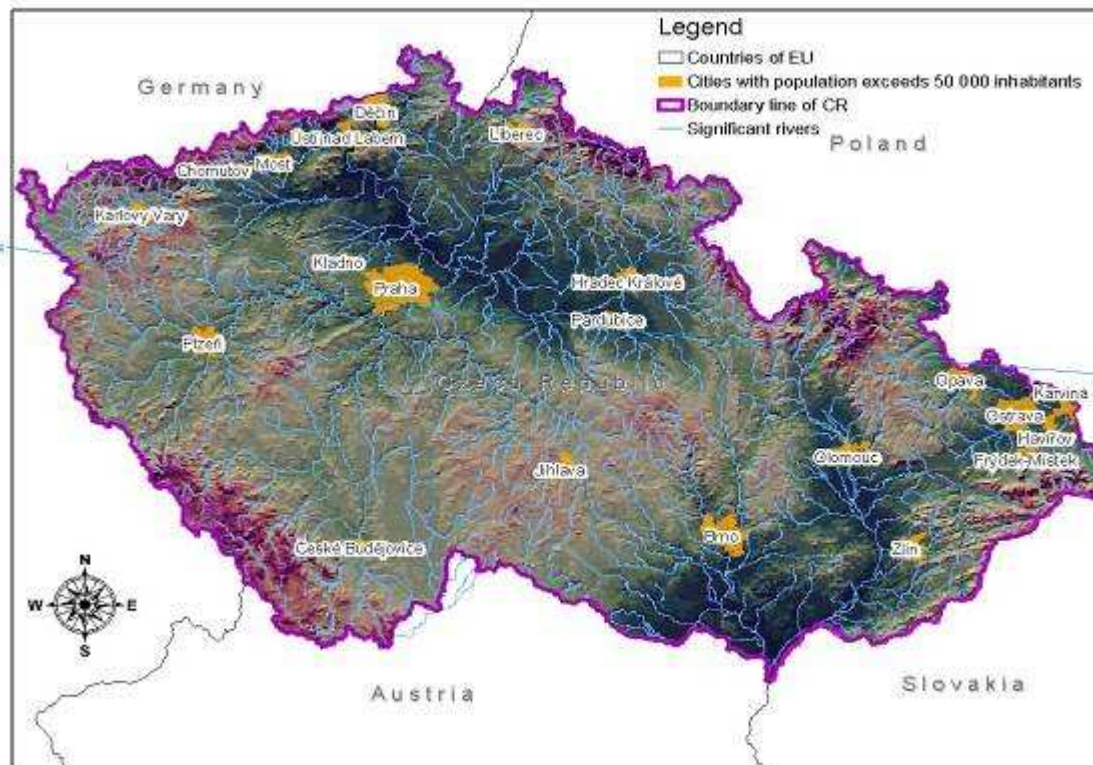 Legend
Countries of EU
Cities with population exceeds 50 000 inhabitants
Boundary line of CR
Significant rivers
Germany
Poland
Děčín
Ústí nad Labem
Liberec
Most
Chomutov
Karlovy Vary
Kladno
Praha
Hradec Králové
Pardubice
Plzeň
Czech Republic
Opava
Karviná
Ostrava
Havířov
Frýdek-Místek
Olomouc
Jihlava
Brno
Zlín
České Budějovice
N
W E
S
Austria
Slovakia